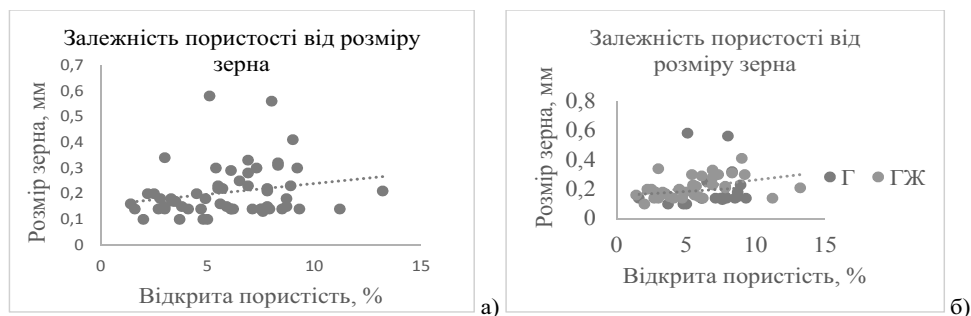 Залежність пористості від розміру
зерна
Розмір зерна, мм
0,7
0,6
0,5
0,4
0,3
0,2
0,1
0
0
5
10
15
Відкрита пористість, %
а)
Залежність пористості від
розміру зерна
Розмір зерна, мм
0,8
0,6
0,4
0,2
0
0
5
10
15
Г
ГЖ
Відкрита пористість, %
б)